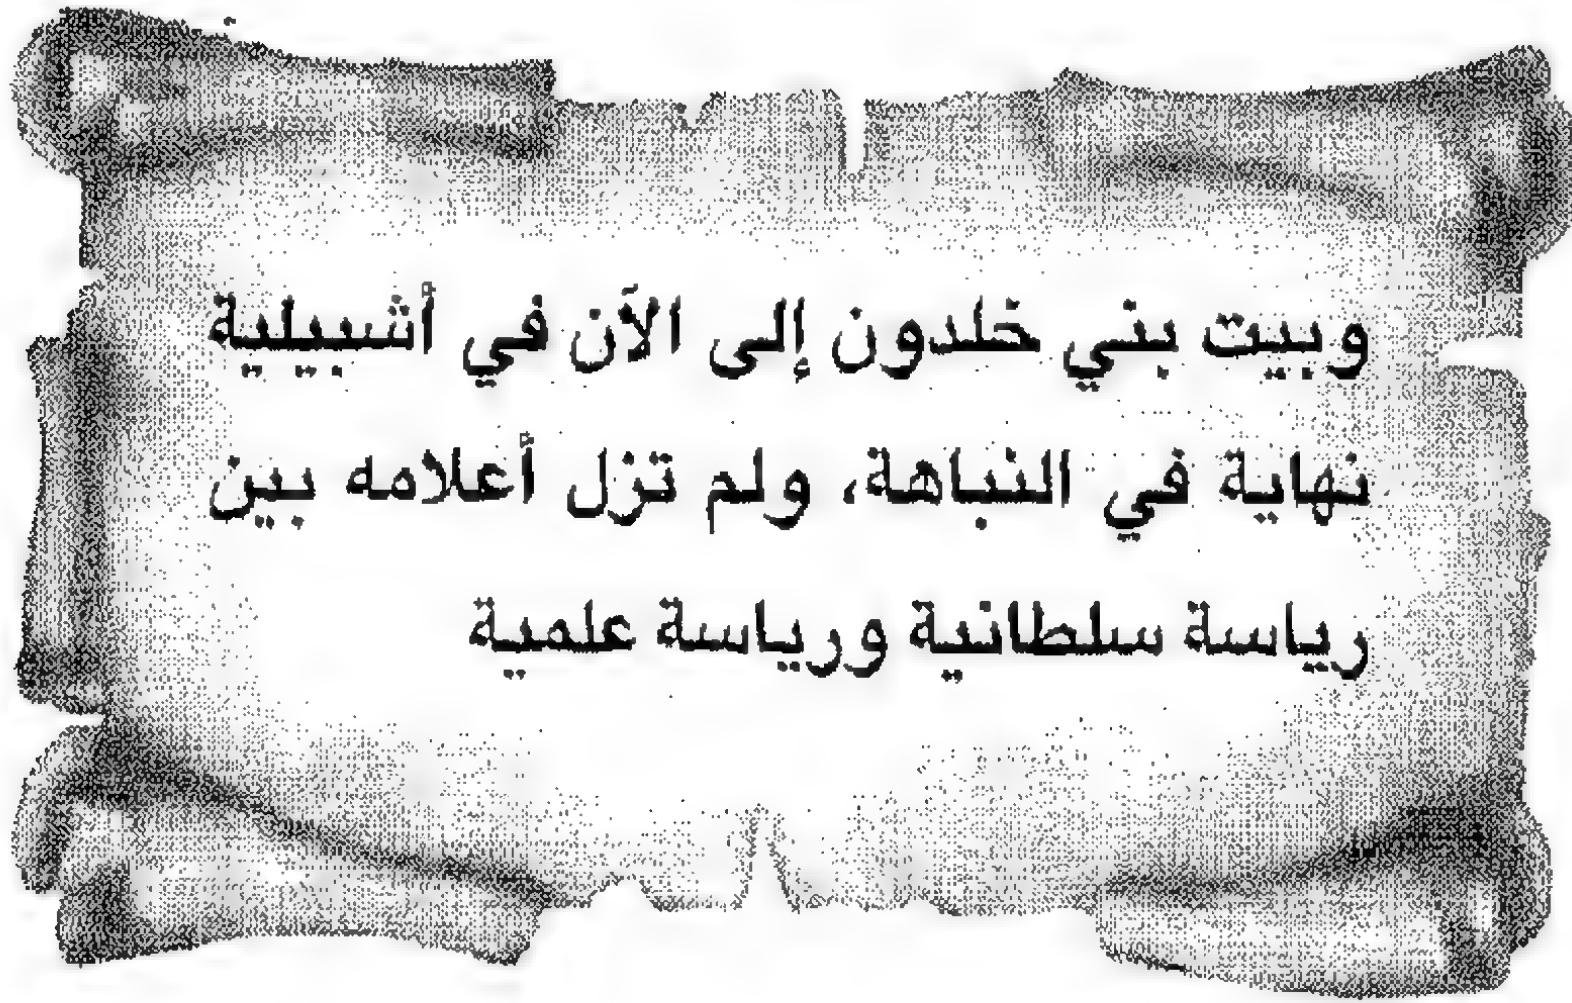 وبيت بني خلدون إلى الآن في أشبيلية
نهاية في النباهة، ولم تزل أعلامه بين
رياسة سلطانية ورياسة علمية